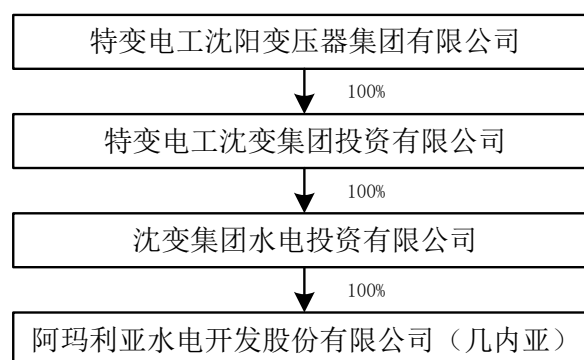 特变电工沈阳变压器集团有限公司
100%
特变电工沈变集团投资有限公司
100%
沈变集团水电投资有限公司
100%
阿玛利亚水电开发股份有限公司（几内亚）